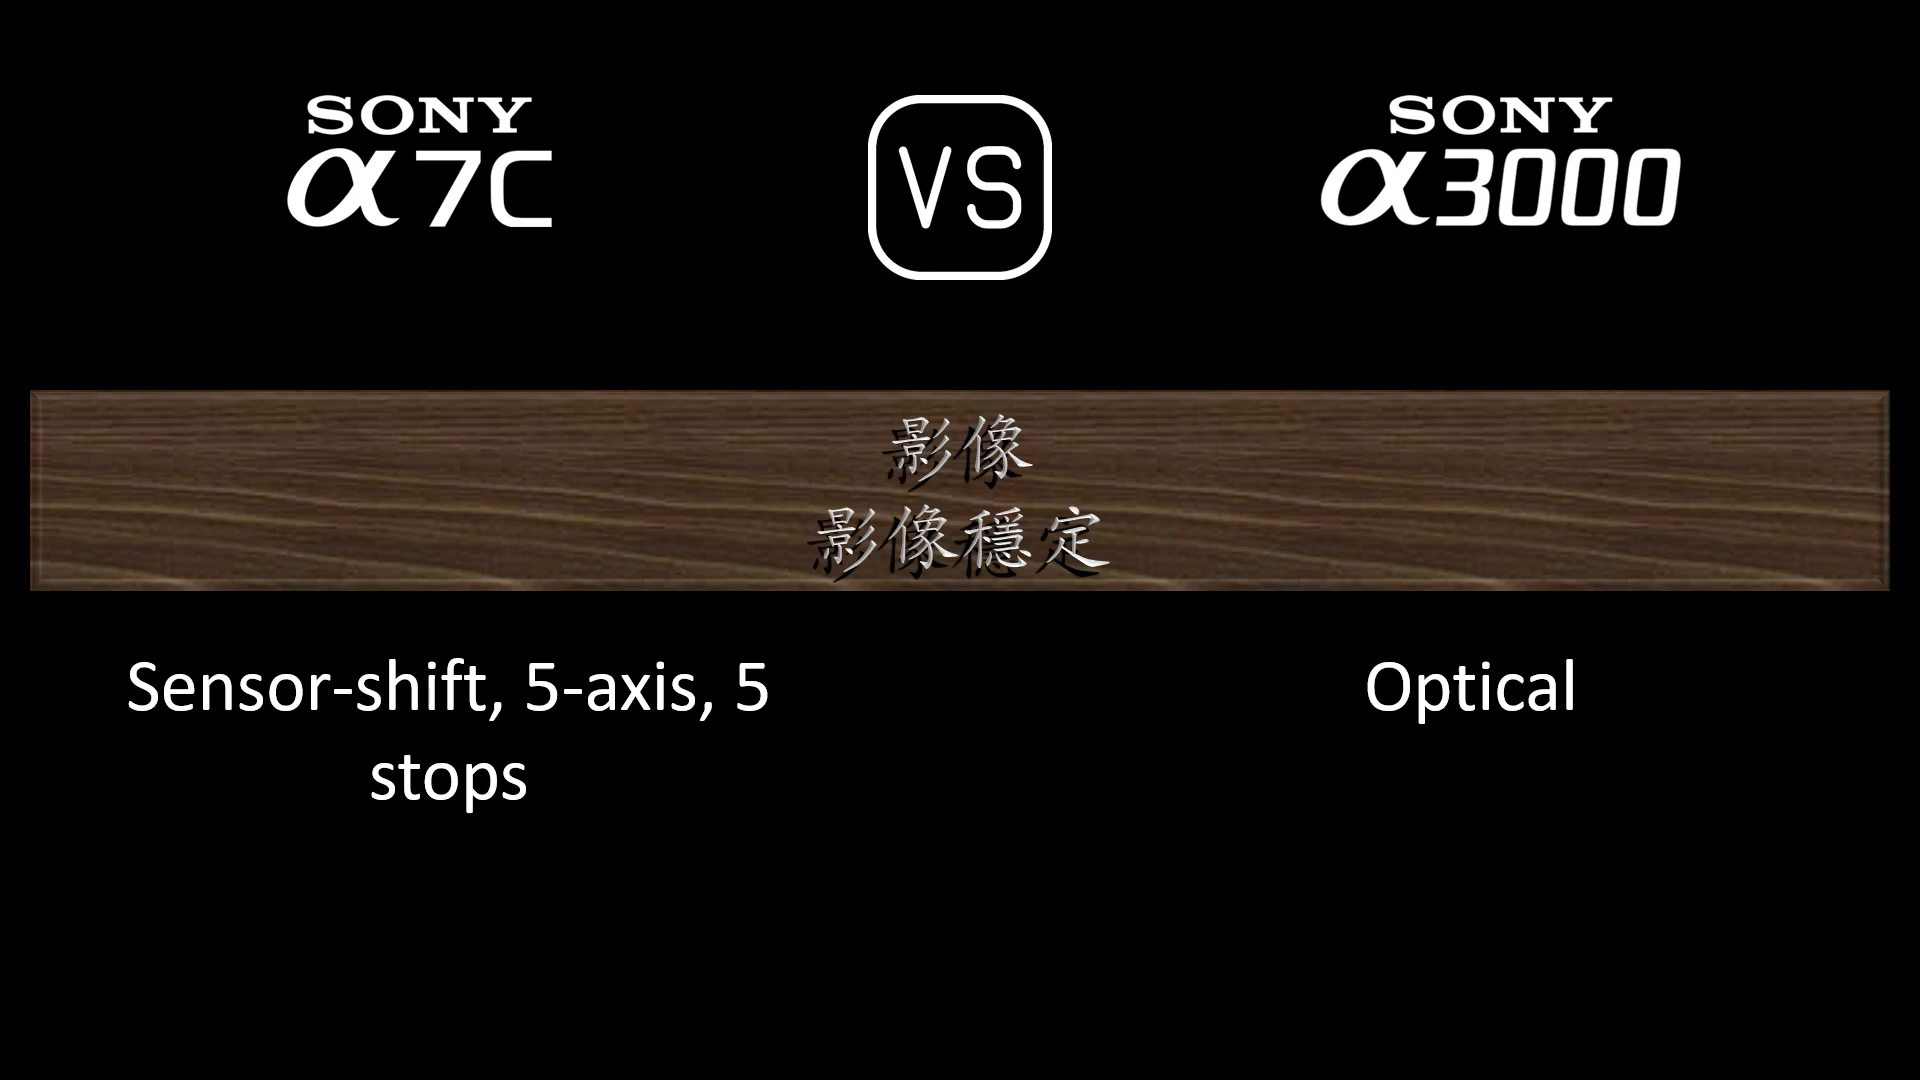 SONY
α7C
VS
SONY
α3000
影像
影像穩定
Sensor-shift, 5-axis, 5
stops
Optical